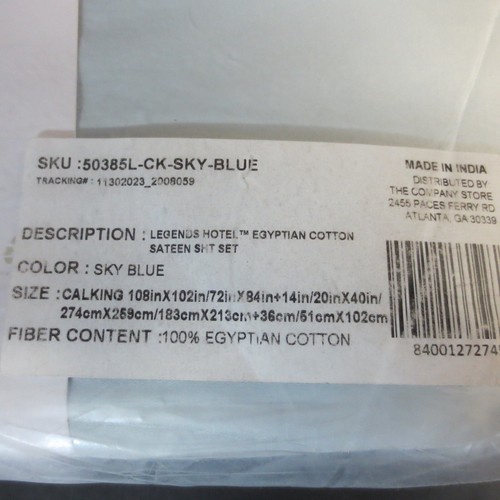 SKU :50385L-CK-SKY-BLUE
TRACKING# : 11302023_2008059
MADE IN INDIA
DISTRIBUTED BY
THE COMPANY STORE
2455 PACES FERRY RD
ATLANTA, GA 30339
DESCRIPTION : LEGENDS HOTEL™ EGYPTIAN COTTON
SATEEN SHT SET
COLOR : SKY BLUE
SIZE : CALKING 108inX102in/72inX84in+14in/20inX40in/
274cmX259cm/183cmX213cm+36cm/51cmX102cm
FIBER CONTENT :100% EGYPTIAN COTTON
8400127274